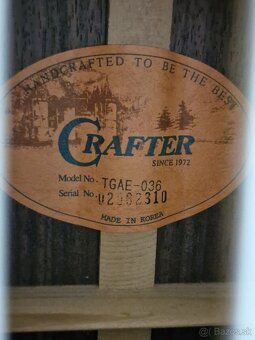 HANDCRAFTED TO BE THE BEST
CRAFTER
SINCE 1972
Model No. TGAE-036
Serial No. 02082310
MADE IN KOREA
Bazos.sk